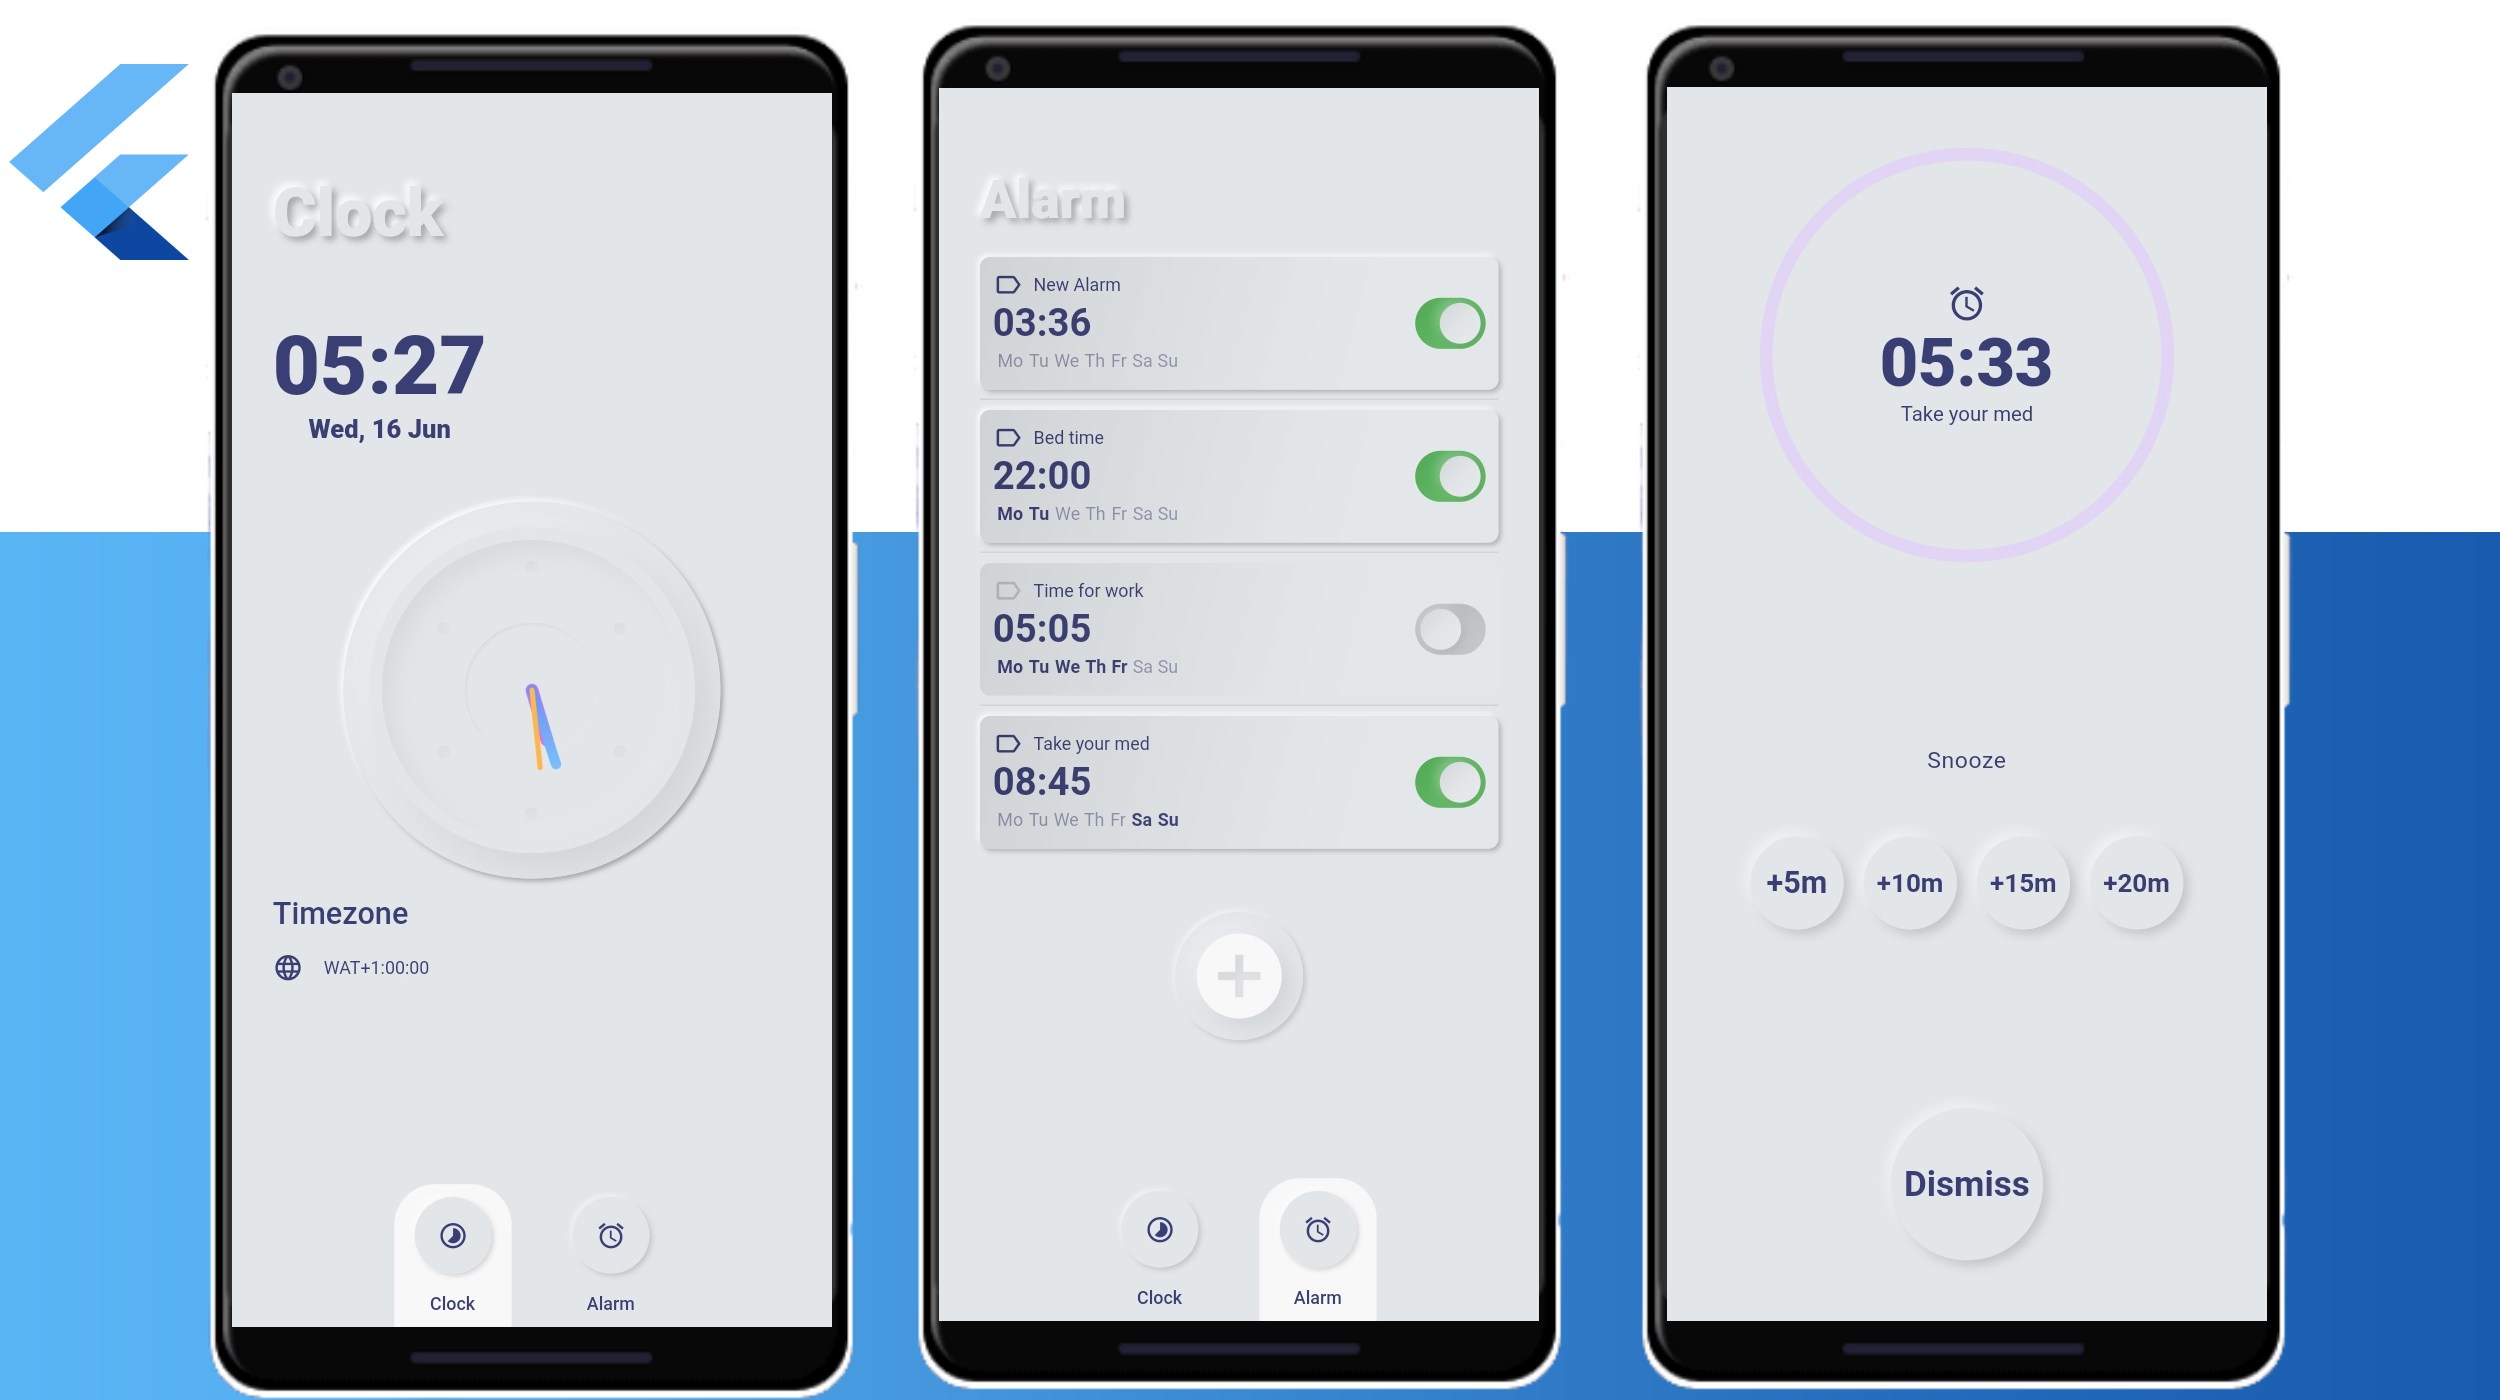 Clock
05:27
Wed, 16 Jun
Timezone
WAT+1:00:00
Clock
Alarm
Alarm
New Alarm
03:36
Mo Tu We Th Fr Sa Su
Bed time
22:00
Mo Tu We Th Fr Sa Su
Time for work
05:05
Mo Tu We Th Fr Sa Su
Take your med
08:45
Mo Tu We Th Fr Sa Su
+
Clock
Alarm
05:33
Take your med
Snooze
+5m +10m +15m +20m
Dismiss